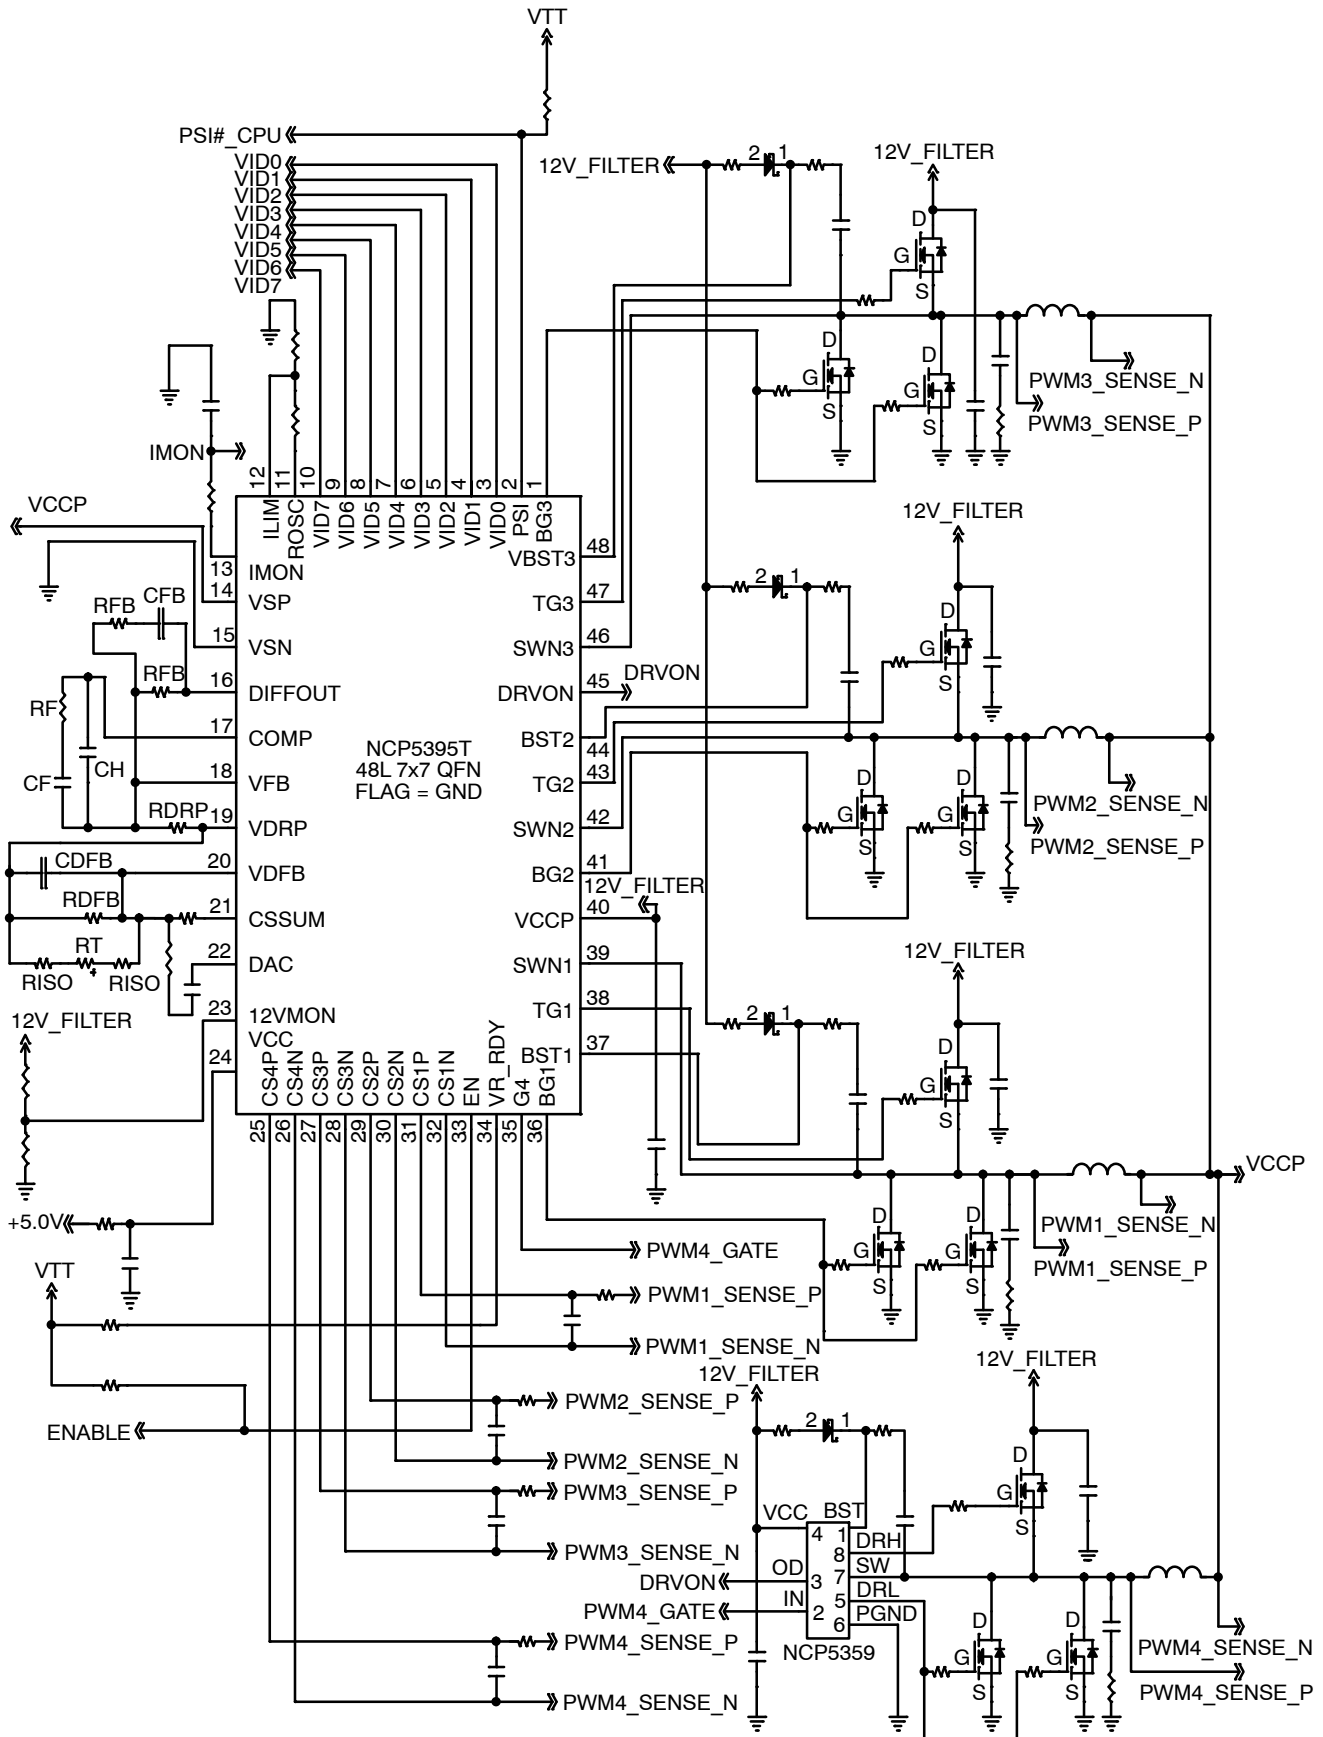 VTT
PSI#_CPU
VID0
VID1
VID2
VID3
VID4
VID5
VID6
VID7
12V_FILTER
2 1
12V_FILTER
D
G
S
D
G
S
D
G
S
PWM3_SENSE_N
PWM3_SENSE_P
IMON
VCCP
12 11 10 9 8 7 6 5 4 3 2 1
ILIM
ROSC
VID7
VID6
VID5
VID4
VID3
VID2
VID1
VID0
PSI
BG3
13 IMON
14 VSP
15 VSN
16 DIFFOUT
17 COMP
18 VFB
19 VDRP
20 VDFB
21 CSSUM
22 DAC
23 12VMON
24 VCC
RFB
CFB
RFB
RF
CH
CF
RDRP
CDFB
RDFB
RT
RISO
RISO
12V_FILTER
+5.0V
VTT
ENABLE
NCP5395T
48L 7x7 QFN
FLAG = GND
VBST3 48
TG3 47
SWN3 46
DRVON 45
DRVON
BST2 44
TG2 43
SWN2 42
BG2 41
12V_FILTER
VCCP 40
SWN1 39
TG1 38
BST1 37
CS4P
CS4N
CS3P
CS3N
CS2P
CS2N
CS1P
CS1N
EN
VR_RDY
G4
BG1
25 26 27 28 29 30 31 32 33 34 35 36
12V_FILTER
2 1
D
G
S
D
G
S
D
G
S
PWM2_SENSE_N
PWM2_SENSE_P
12V_FILTER
2 1
D
G
S
VCCP
D
G
S
D
G
S
PWM1_SENSE_N
PWM1_SENSE_P
PWM4_GATE
PWM1_SENSE_P
PWM1_SENSE_N
PWM2_SENSE_P
PWM2_SENSE_N
PWM3_SENSE_P
PWM3_SENSE_N
PWM4_SENSE_P
PWM4_SENSE_N
12V_FILTER
2 1
12V_FILTER
D
G
S
VCC 4
BST 1
DRH 8
SW 7
DRL 5
PGND 6
OD 3
IN 2
DRVON
PWM4_GATE
NCP5359
D
G
S
D
G
S
PWM4_SENSE_N
PWM4_SENSE_P